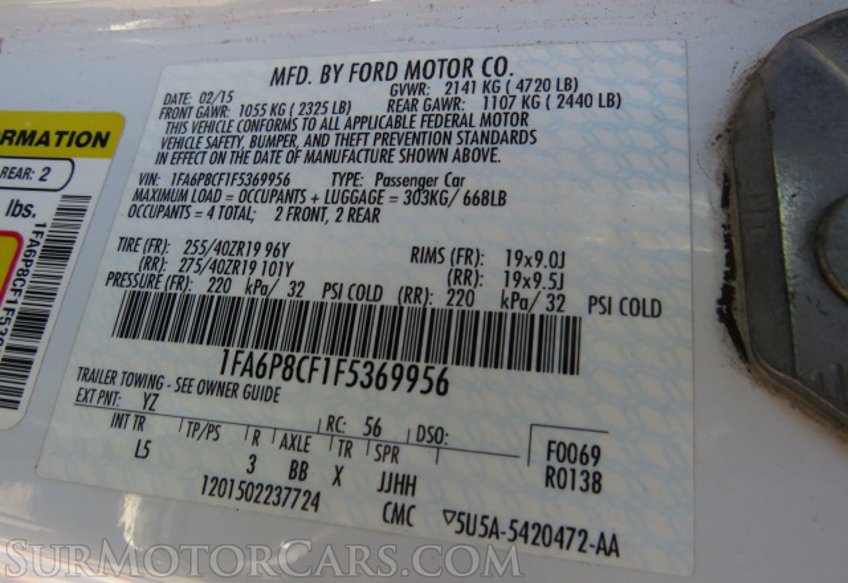 MFD. BY FORD MOTOR CO.
DATE: 02/15 GVWR: 2141 KG ( 4720 LB)
FRONT GAWR: 1055 KG ( 2325 LB) REAR GAWR: 1107 KG ( 2440 LB)
THIS VEHICLE CONFORMS TO ALL APPLICABLE FEDERAL MOTOR
VEHICLE SAFETY, BUMPER, AND THEFT PREVENTION STANDARDS
IN EFFECT ON THE DATE OF MANUFACTURE SHOWN ABOVE.
VIN: 1FA6P8CF1F5369956 TYPE: Passenger Car
MAXIMUM LOAD = OCCUPANTS + LUGGAGE = 303KG/ 668LB
OCCUPANTS = 4 TOTAL; 2 FRONT, 2 REAR
TIRE (FR): 255/40ZR19 96Y RIMS (FR): 19x9.0J
(RR): 275/40ZR19 101Y (RR): 19x9.5J
PRESSURE (FR): 220 kPa/ 32 PSI COLD (RR): 220 kPa/ 32 PSI COLD
1FA6P8CF1F5369956
TRAILER TOWING - SEE OWNER GUIDE
EXT PNT: YZ RC: 56 DSO:
INT TR TP/PS R AXLE TR SPR F0069
L5 3 BB X JJHH R0138
1201502237724 CMC ▽5U5A-5420472-AA
ORMATION
REAR: 2
lbs.
1FA6P8CF1F536
SURMOTORCARS.COM